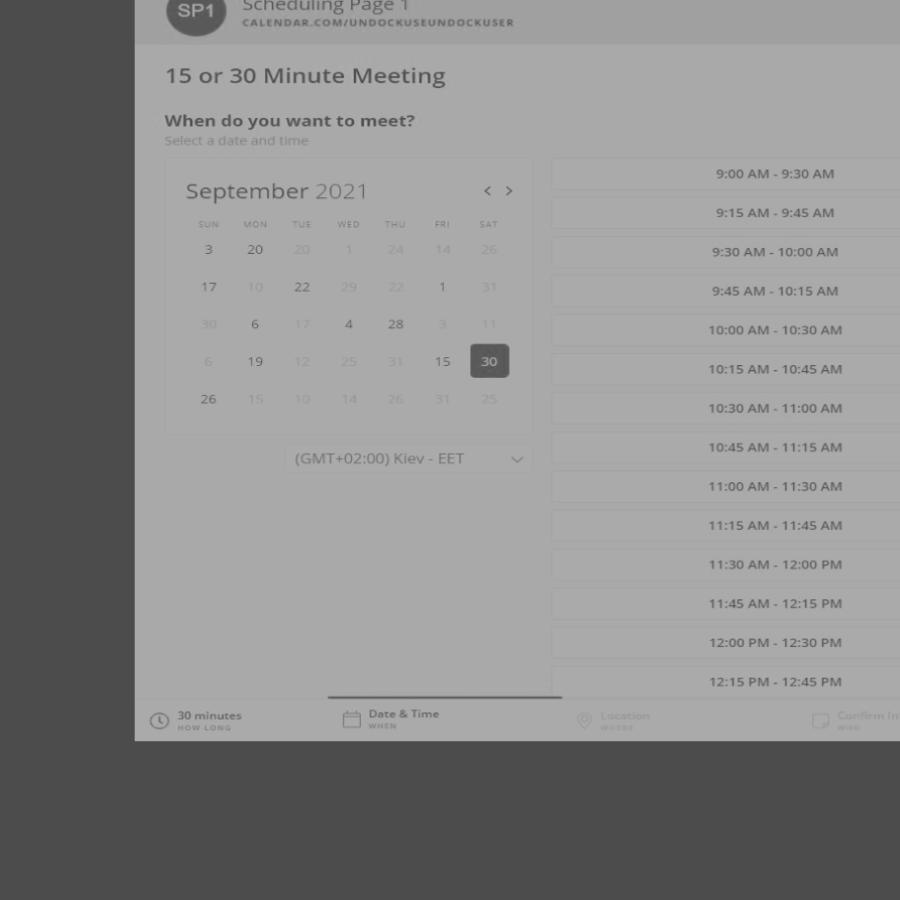 SP1
Scheduling Page 1
CALENDAR.COM/UNDOCKUSEUNDOCKUSER
15 or 30 Minute Meeting
When do you want to meet?
Select a date and time
September 2021
SUN MON TUE WED THU FRI SAT
3 20 20 1 24 14 26
17 10 22 29 22 1 31
30 6 17 4 28 3 11
6 19 12 25 31 15 30
26 15 10 14 26 31 25
(GMT+02:00) Kiev - EET
9:00 AM - 9:30 AM
9:15 AM - 9:45 AM
9:30 AM - 10:00 AM
9:45 AM - 10:15 AM
10:00 AM - 10:30 AM
10:15 AM - 10:45 AM
10:30 AM - 11:00 AM
10:45 AM - 11:15 AM
11:00 AM - 11:30 AM
11:15 AM - 11:45 AM
11:30 AM - 12:00 PM
11:45 AM - 12:15 PM
12:00 PM - 12:30 PM
12:15 PM - 12:45 PM
30 minutes
HOW LONG
Date & Time
WHEN
Location
WHERE
Confirm In